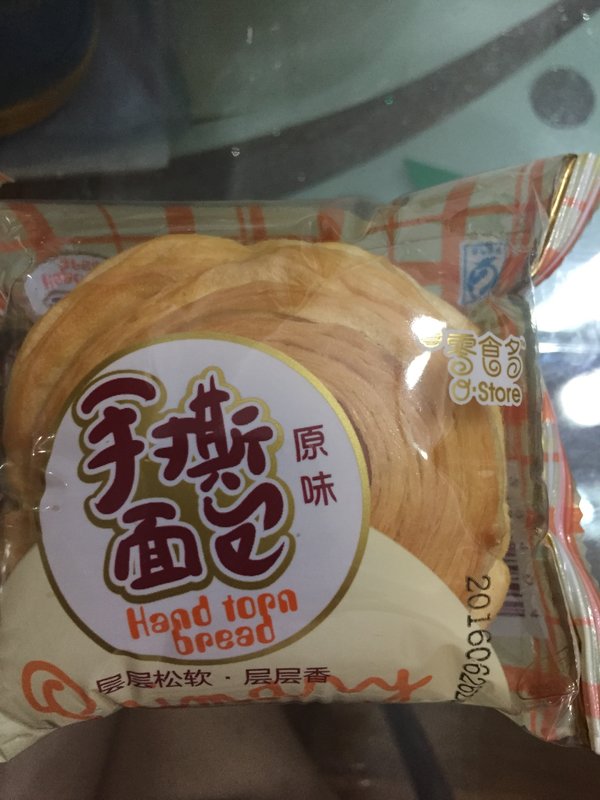 零食多
O·Store
手撕
面包
原味
Hand torn
bread
层层松软·层层香